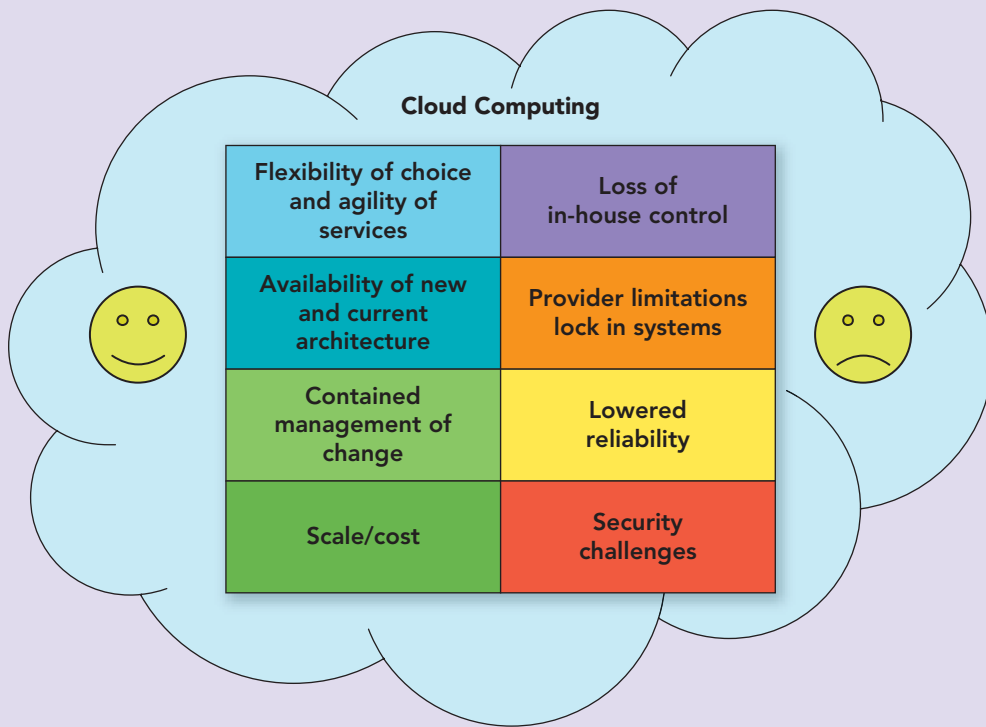 Cloud Computing
Flexibility of choice
and agility of
services
Loss of
in-house control
Availability of new
and current
architecture
Provider limitations
lock in systems
Contained
management of
change
Lowered
reliability
Scale/cost
Security
challenges